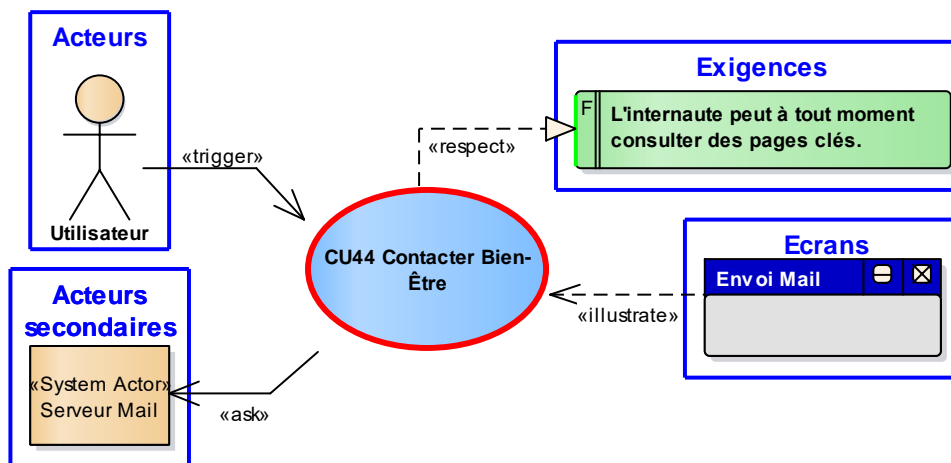 Acteurs
Utilisateur
«trigger»
Exigences
F
L'internaute peut à tout moment
consulter des pages clés.
«respect»
CU44 Contacter Bien-
Être
Ecrans
Envoi Mail
«illustrate»
Acteurs
secondaires
«System Actor»
Serveur Mail
«ask»